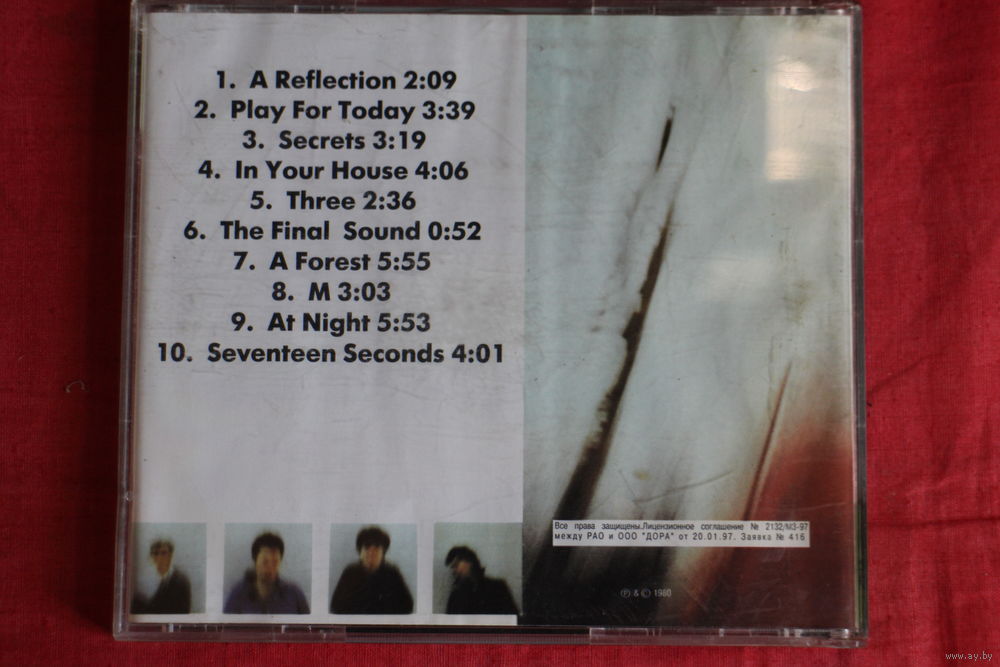 1. A Reflection 2:09
2. Play For Today 3:39
3. Secrets 3:19
4. In Your House 4:06
5. Three 2:36
6. The Final Sound 0:52
7. A Forest 5:55
8. M 3:03
9. At Night 5:53
10. Seventeen Seconds 4:01
Все права защищены.Лицензионное соглашение № 2132/МЗ-97
между РАО и ООО "ДОРА" от 20.01.97. Заявка № 416
℗ & © 1980
www.ay.by